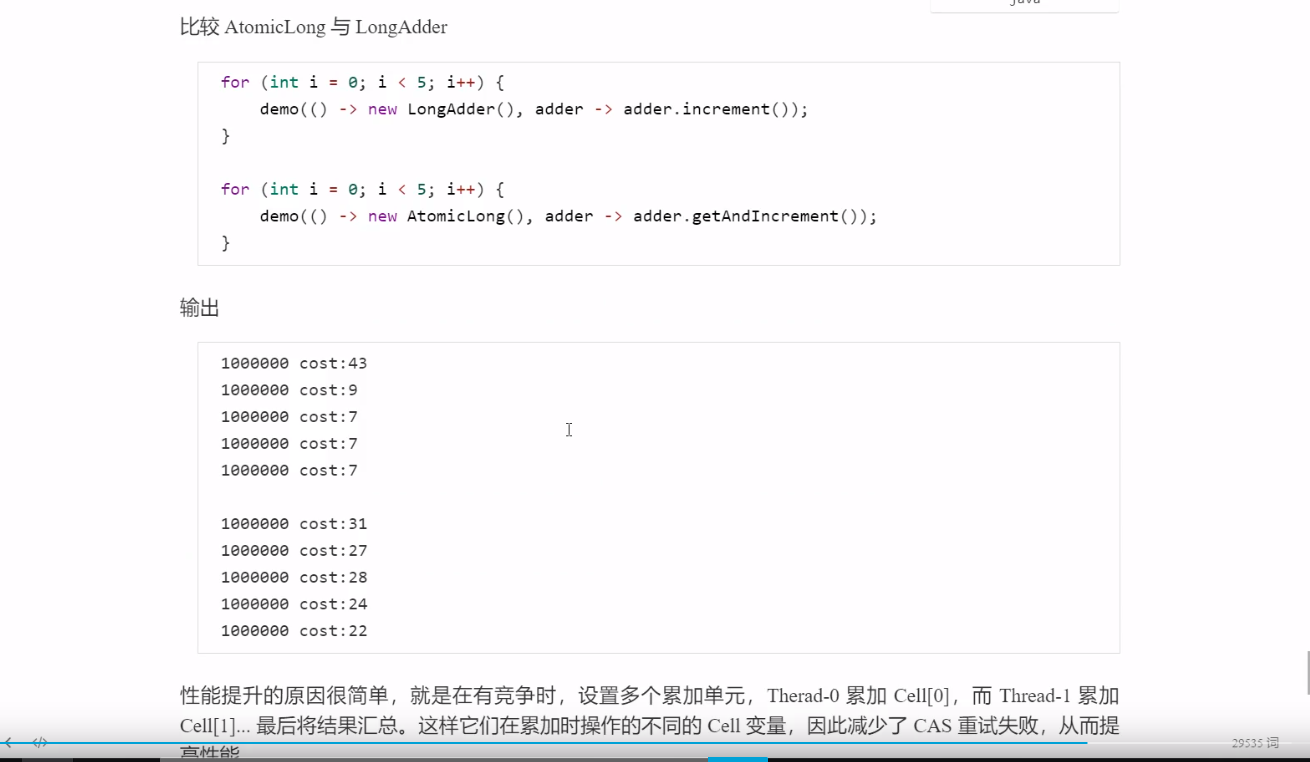 java
比较 AtomicLong 与 LongAdder
for (int i = 0; i < 5; i++) {
    demo(() -> new LongAdder(), adder -> adder.increment());
}
for (int i = 0; i < 5; i++) {
    demo(() -> new AtomicLong(), adder -> adder.getAndIncrement());
}
输出
1000000 cost:43
1000000 cost:9
1000000 cost:7
1000000 cost:7
1000000 cost:7
1000000 cost:31
1000000 cost:27
1000000 cost:28
1000000 cost:24
1000000 cost:22
性能提升的原因很简单，就是在有竞争时，设置多个累加单元，Therad-0 累加 Cell[0]，而 Thread-1 累加
Cell[1]... 最后将结果汇总。这样它们在累加时操作的不同的 Cell 变量，因此减少了 CAS 重试失败，从而提
高性能
29535 词